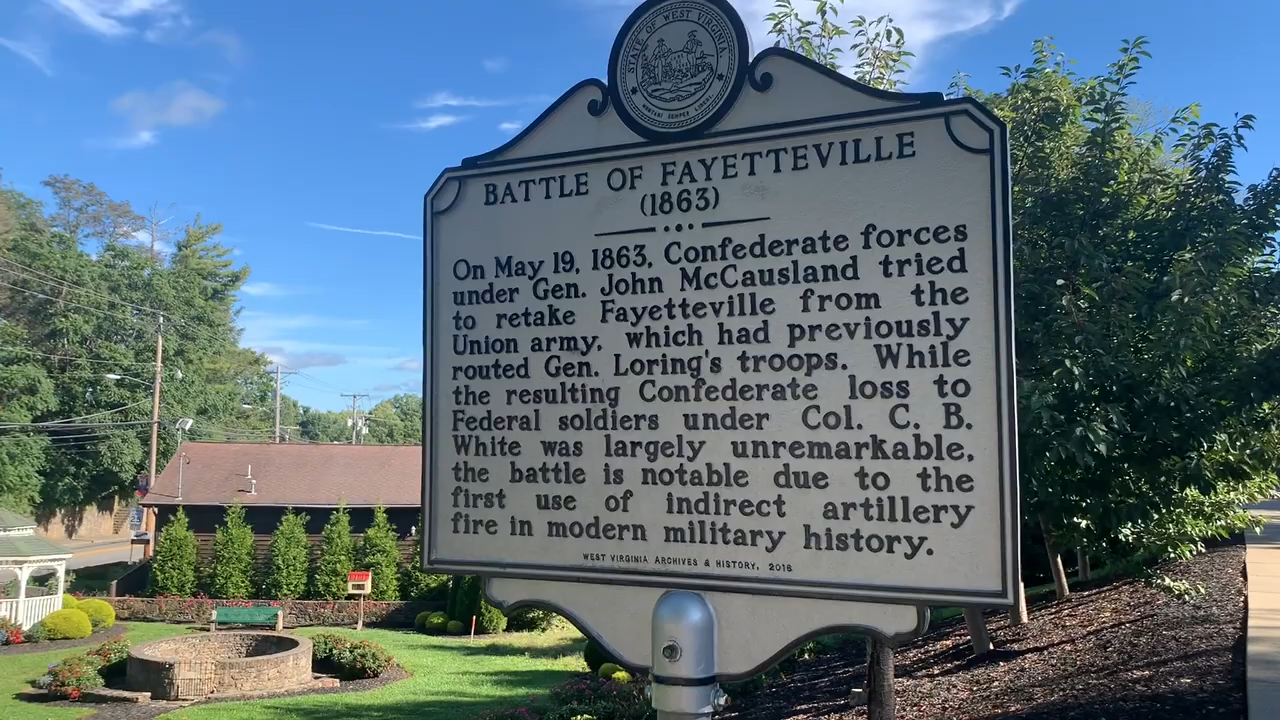 STATE OF WEST VIRGINIA
MONTANI SEMPER LIBERI
BATTLE OF FAYETTEVILLE
(1863)
On May 19, 1863, Confederate forces
under Gen. John McCausland tried
to retake Fayetteville from the
Union army, which had previously
routed Gen. Loring's troops. While
the resulting Confederate loss to
Federal soldiers under Col. C. B.
White was largely unremarkable,
the battle is notable due to the
first use of indirect artillery
fire in modern military history.
WEST VIRGINIA ARCHIVES & HISTORY, 2016